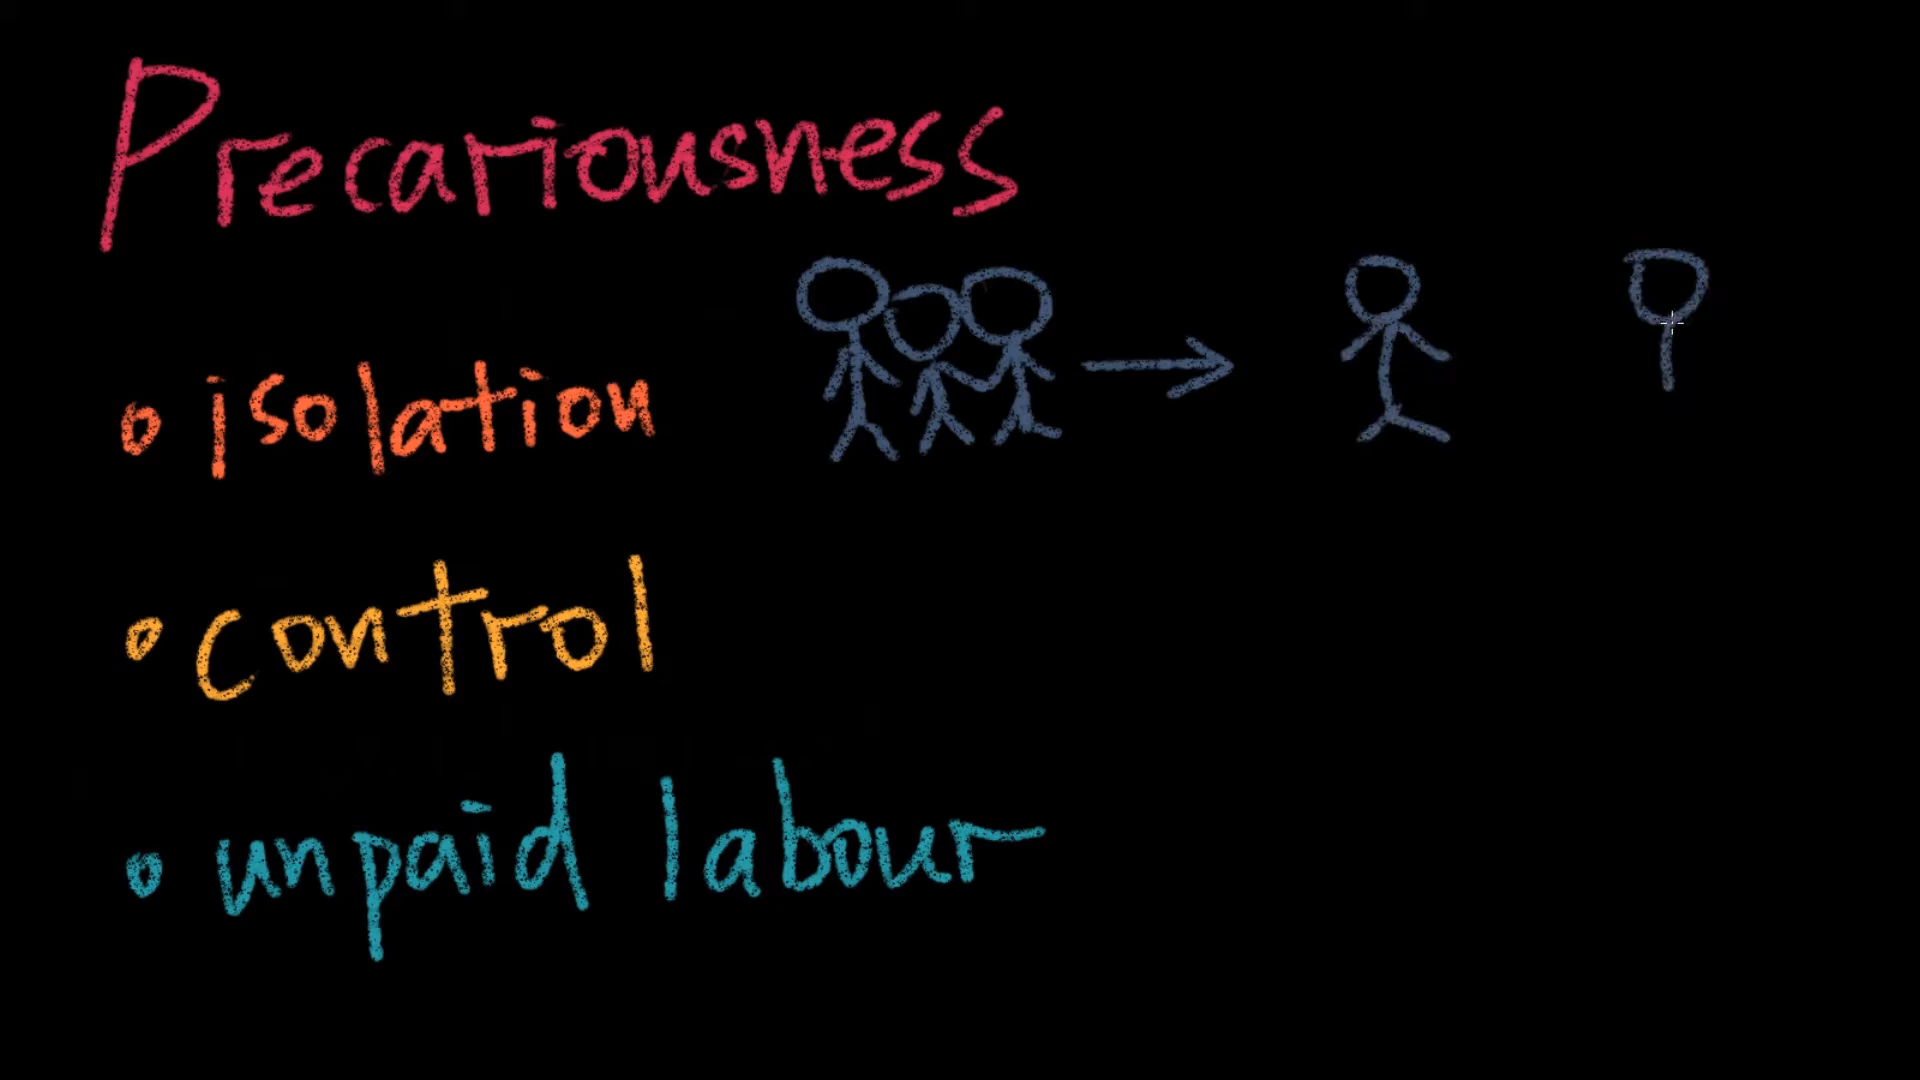 Precariousness
• isolation
• control
• unpaid labour